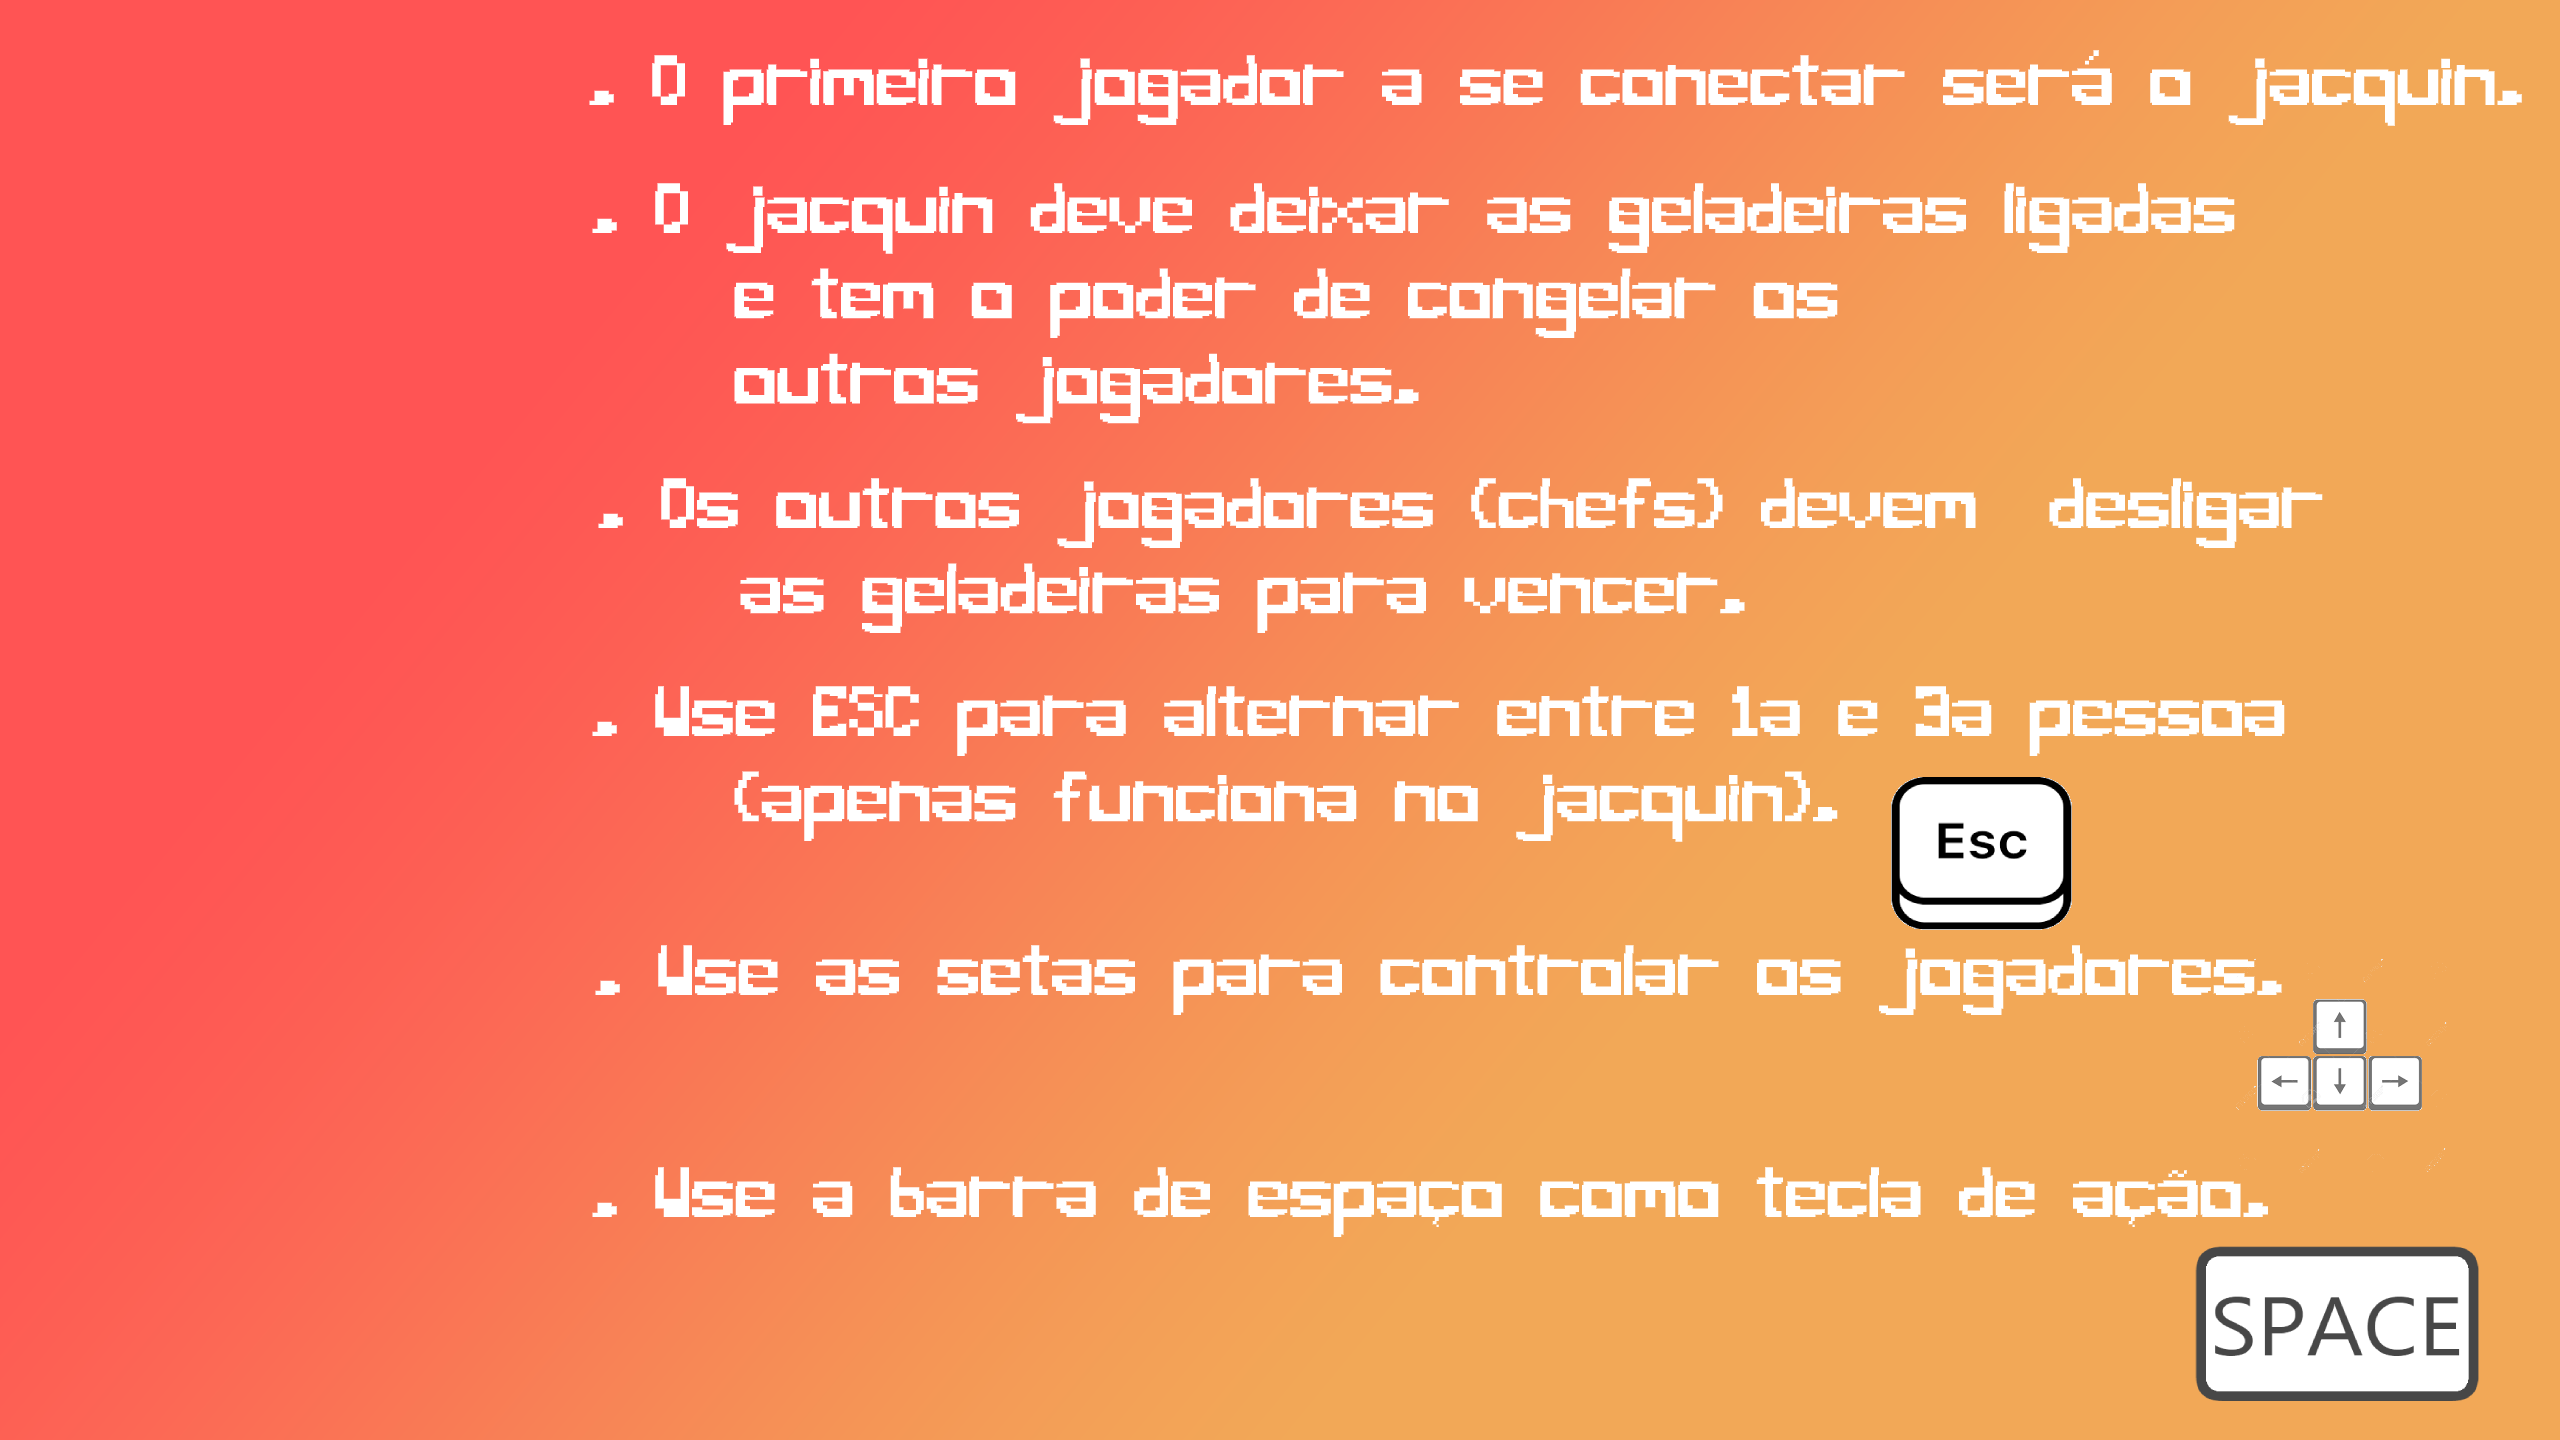 . O primeiro jogador a se conectar será o jacquin.
. O jacquin deve deixar as geladeiras ligadas
e tem o poder de congelar os
outros jogadores.
. Os outros jogadores (chefs) devem desligar
as geladeiras para vencer.
. Use ESC para alternar entre 1a e 3a pessoa
(apenas funciona no jacquin).
Esc
. Use as setas para controlar os jogadores.
↑
← ↓ →
. Use a barra de espaço como tecla de ação.
SPACE